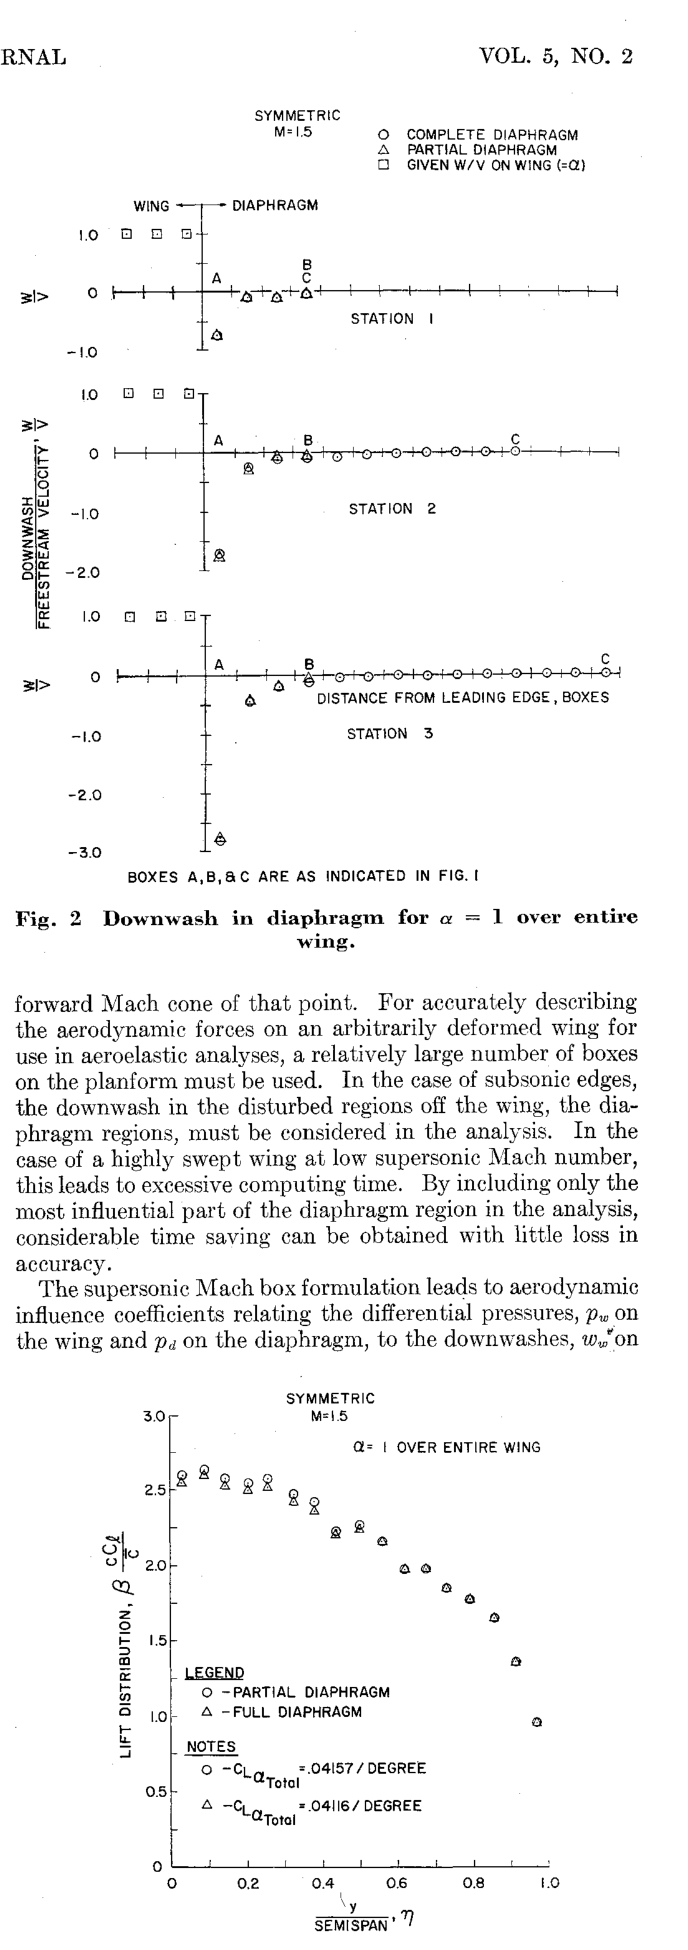 RNAL VOL. 5, NO. 2
SYMMETRIC
M=1.5
○ COMPLETE DIAPHRAGM
△ PARTIAL DIAPHRAGM
□ GIVEN W/V ON WING (=α)
WING ← → DIAPHRAGM
1.0
B
A C
W/V 0
STATION 1
-1.0
1.0
A B C
0
DOWNWASH / FREESTREAM VELOCITY, W/V
-1.0
STATION 2
-2.0
1.0
A B C
W/V 0
DISTANCE FROM LEADING EDGE, BOXES
-1.0
STATION 3
-2.0
-3.0
BOXES A,B,& C ARE AS INDICATED IN FIG. 1
Fig. 2 Downwash in diaphragm for α = 1 over entire
wing.
forward Mach cone of that point. For accurately describing
the aerodynamic forces on an arbitrarily deformed wing for
use in aeroelastic analyses, a relatively large number of boxes
on the planform must be used. In the case of subsonic edges,
the downwash in the disturbed regions off the wing, the dia-
phragm regions, must be considered in the analysis. In the
case of a highly swept wing at low supersonic Mach number,
this leads to excessive computing time. By including only the
most influential part of the diaphragm region in the analysis,
considerable time saving can be obtained with little loss in
accuracy.
The supersonic Mach box formulation leads to aerodynamic
influence coefficients relating the differential pressures, p_w on
the wing and p_d on the diaphragm, to the downwashes, w_w on
SYMMETRIC
M=1.5
3.0
α= 1 OVER ENTIRE WING
2.5
LIFT DISTRIBUTION, β cCℓ/c̄
2.0
1.5
LEGEND
○ -PARTIAL DIAPHRAGM
△ -FULL DIAPHRAGM
1.0
NOTES
○ -C_Lα Total =.04157/DEGREE
0.5
△ -C_Lα Total =.04116/DEGREE
0
0 0.2 0.4 0.6 0.8 1.0
y/SEMISPAN, η